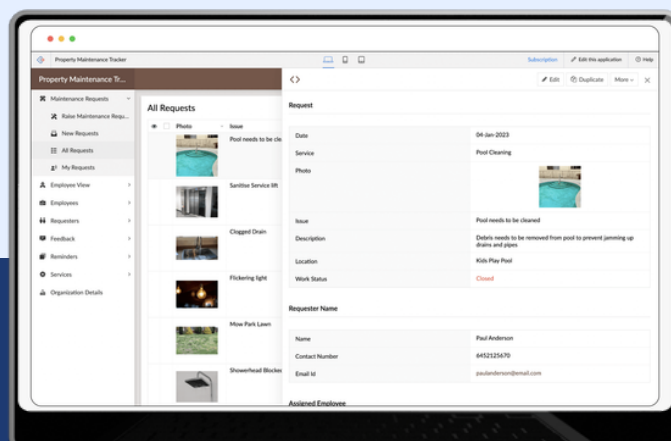 Property Maintenance Tracker
Subscription
Edit this application
Help
Property Maintenance Tr...
Maintenance Requests
Raise Maintenance Requ...
New Requests
All Requests
My Requests
Employee View
Employees
Requesters
Feedback
Reminders
Services
Organization Details
All Requests
Photo Issue
Pool needs to be cle
Sanitise Service lift
Clogged Drain
Flickering light
Mow Park Lawn
Showerhead Blocke
Edit Duplicate More
Request
Date 04-Jan-2023
Service Pool Cleaning
Photo
Issue Pool needs to be cleaned
Description Debris needs to be removed from pool to prevent jamming up
drains and pipes
Location Kids Play Pool
Work Status Closed
Requester Name
Name Paul Anderson
Contact Number 6452125670
Email Id paulanderson@email.com
Assigned Employee